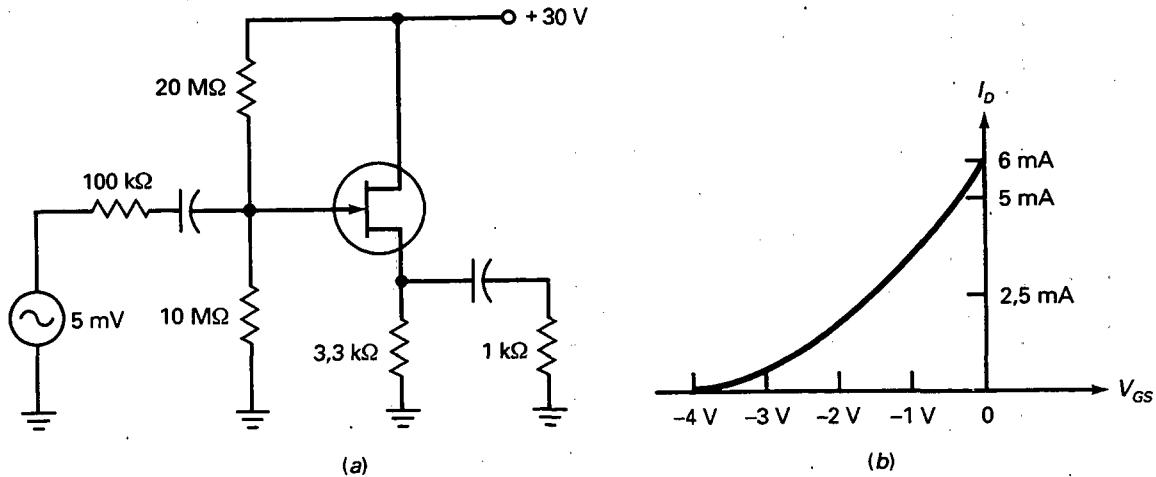 + 30 V
20 MΩ
100 kΩ
5 mV
10 MΩ
3,3 kΩ
1 kΩ
(a)
I_D
6 mA
5 mA
2,5 mA
V_GS
–4 V –3 V –2 V –1 V 0
(b)